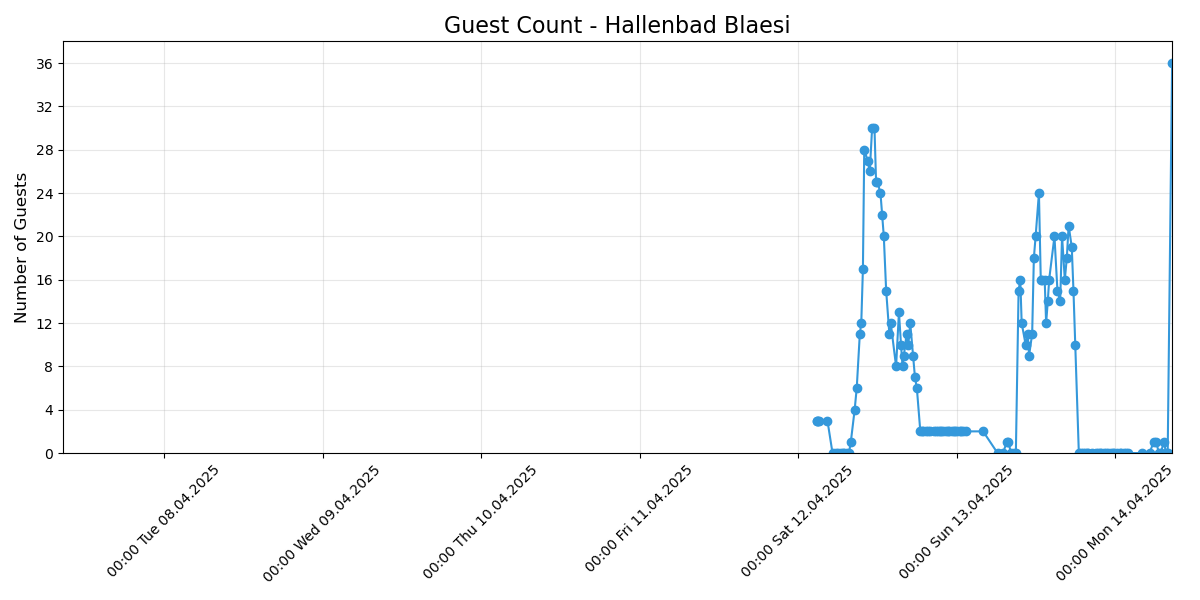 Guest Count - Hallenbad Blaesi
Number of Guests
36
32
28
24
20
16
12
8
4
0
00:00 Tue 08.04.2025
00:00 Wed 09.04.2025
00:00 Thu 10.04.2025
00:00 Fri 11.04.2025
00:00 Sat 12.04.2025
00:00 Sun 13.04.2025
00:00 Mon 14.04.2025